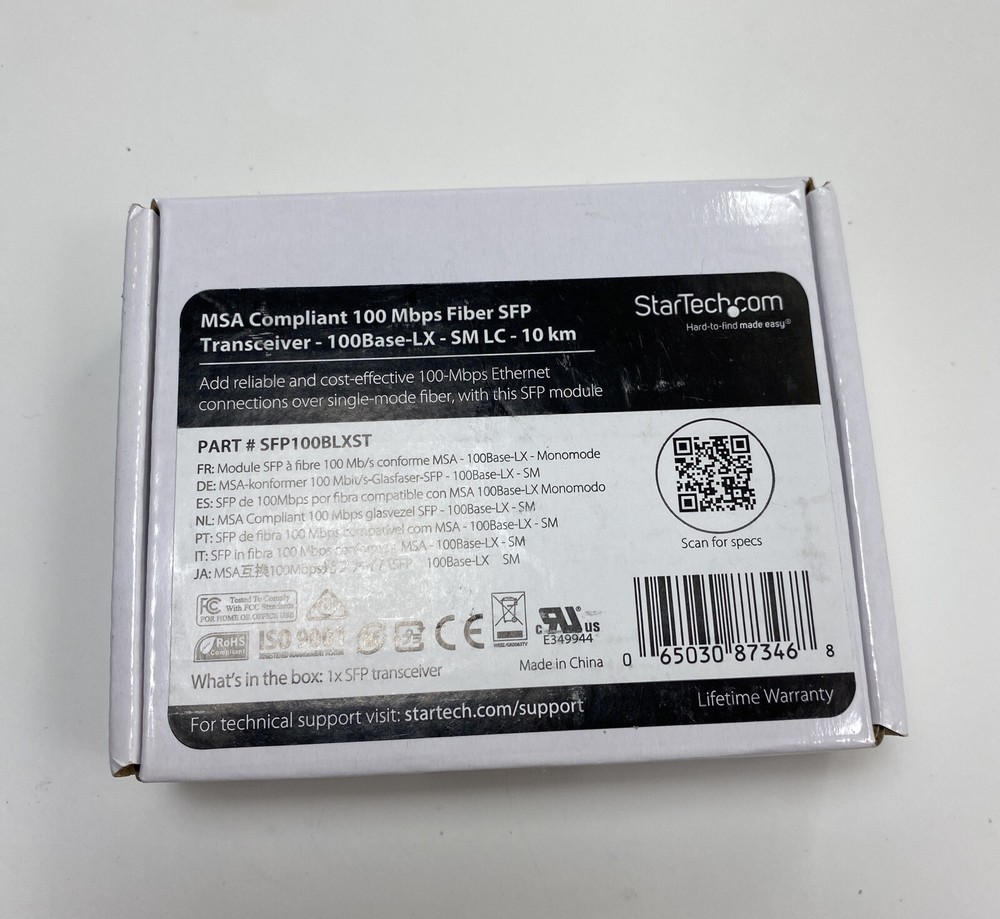 MSA Compliant 100 Mbps Fiber SFP
Transceiver - 100Base-LX - SM LC - 10 km
StarTech.com
Hard-to-find made easy®
Add reliable and cost-effective 100-Mbps Ethernet
connections over single-mode fiber, with this SFP module
PART # SFP100BLXST
FR: Module SFP à fibre 100 Mb/s conforme MSA - 100Base-LX - Monomode
DE: MSA-konformer 100 Mbit/s-Glasfaser-SFP - 100Base-LX - SM
ES: SFP de 100Mbps por fibra compatible con MSA 100Base-LX Monomodo
NL: MSA Compliant 100 Mbps glasvezel SFP - 100Base-LX - SM
PT: SFP de fibra 100 Mbps compatível com MSA - 100Base-LX - SM
IT: SFP in fibra 100 Mbps MSA - 100Base-LX - SM
JA: MSA互換100Mbps SFP 100Base-LX SM
Scan for specs
FC Tested To Comply
With FCC Standards
FOR HOME OR OFFICE USE
RoHS
Compliant
ISO 9001
CE
c UL ® US
E349944
Made in China
0 65030 87346 8
What's in the box: 1x SFP transceiver
For technical support visit: startech.com/support
Lifetime Warranty